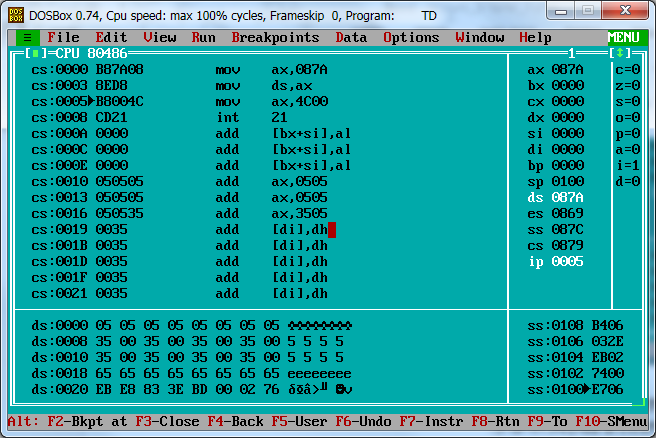 DOSBox 0.74, Cpu speed: max 100% cycles, Frameskip 0, Program: TD
≡ File Edit View Run Breakpoints Data Options Window Help MENU
[■]=CPU 80486 1 [↕]
cs:0000 B87A08 mov ax,087A ax 087A c=0
cs:0003 8ED8 mov ds,ax bx 0000 z=0
cs:0005►B8004C mov ax,4C00 cx 0000 s=0
cs:0008 CD21 int 21 dx 0000 o=0
cs:000A 0000 add [bx+si],al si 0000 p=0
cs:000C 0000 add [bx+si],al di 0000 a=0
cs:000E 0000 add [bx+si],al bp 0000 i=1
cs:0010 050505 add ax,0505 sp 0100 d=0
cs:0013 050505 add ax,0505 ds 087A
cs:0016 050535 add ax,3505 es 0869
cs:0019 0035 add [di],dh ss 087C
cs:001B 0035 add [di],dh cs 0879
cs:001D 0035 add [di],dh ip 0005
cs:001F 0035 add [di],dh
cs:0021 0035 add [di],dh
ds:0000 05 05 05 05 05 05 05 05 ♣♣♣♣♣♣♣♣ ss:0108 B406
ds:0008 35 00 35 00 35 00 35 00 5 5 5 5 ss:0106 032E
ds:0010 35 00 35 00 35 00 35 00 5 5 5 5 ss:0104 EB02
ds:0018 65 65 65 65 65 65 65 65 eeeeeeee ss:0102 7400
ds:0020 EB E8 83 3E BD 00 02 76 δΦâ>╜ ☻v ss:0100►E706
Alt: F2-Bkpt at F3-Close F4-Back F5-User F6-Undo F7-Instr F8-Rtn F9-To F10-SMenu